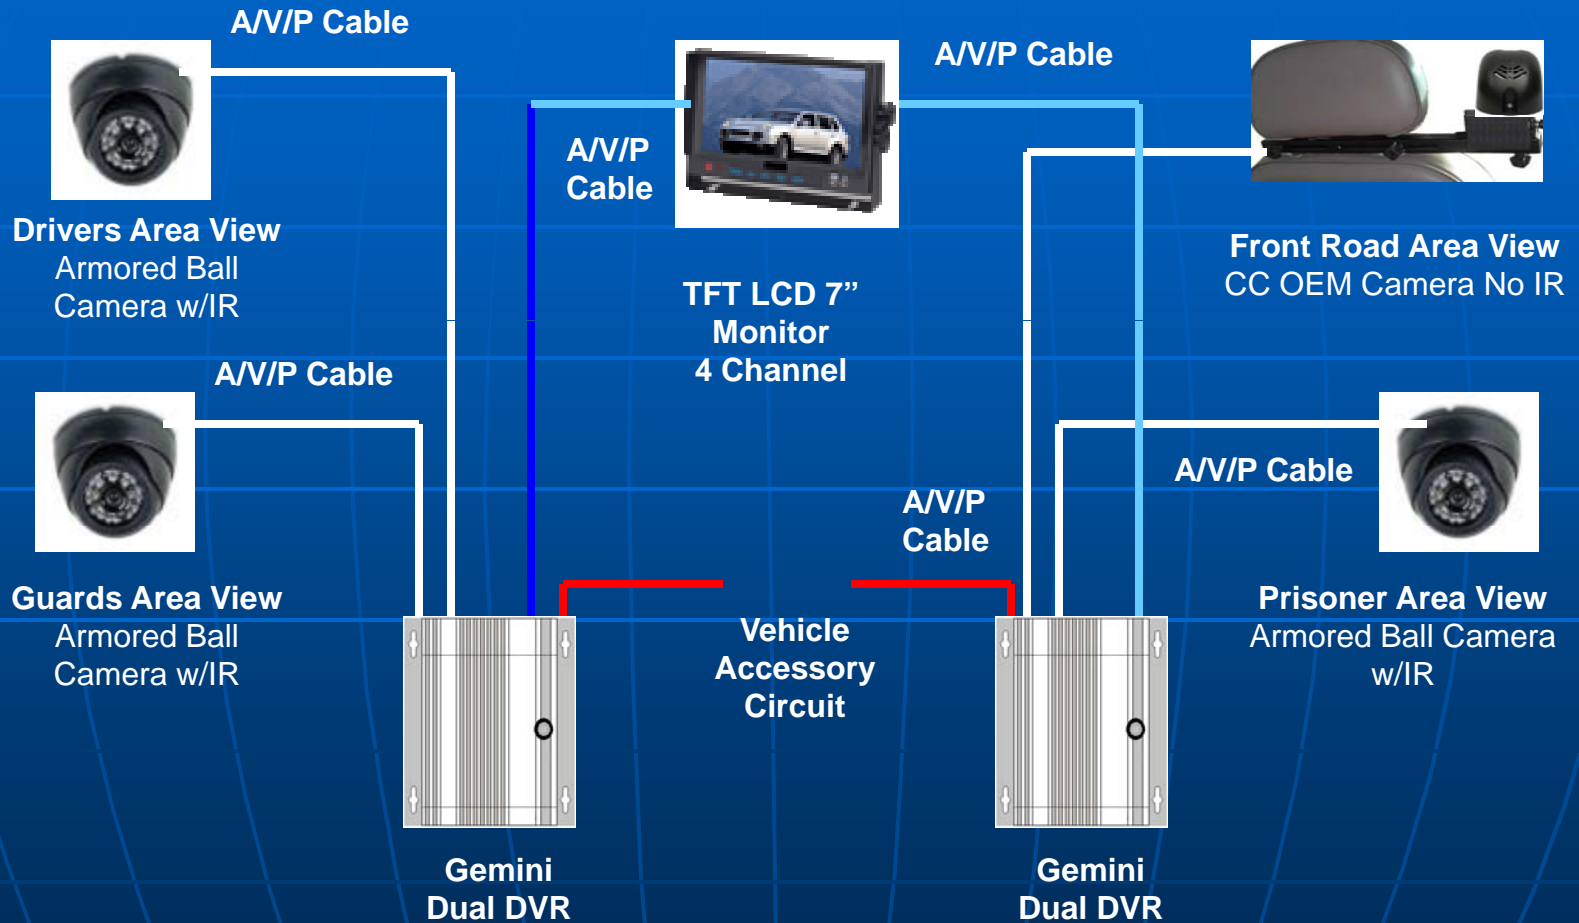 A/V/P Cable
Drivers Area View
Armored Ball
Camera w/IR
A/V/P Cable
Guards Area View
Armored Ball
Camera w/IR
A/V/P
Cable
TFT LCD 7”
Monitor
4 Channel
A/V/P Cable
Front Road Area View
CC OEM Camera No IR
A/V/P Cable
A/V/P
Cable
Prisoner Area View
Armored Ball Camera
w/IR
Vehicle
Accessory
Circuit
Gemini
Dual DVR
Gemini
Dual DVR